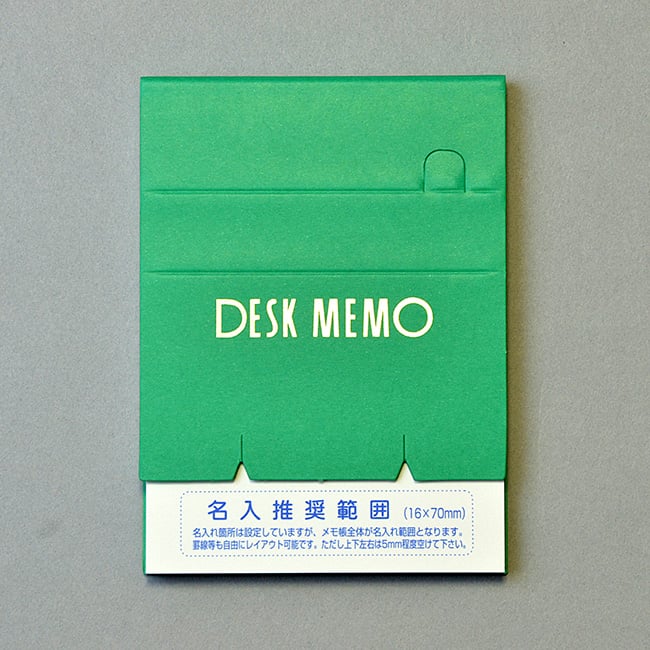 DESK MEMO
名入推奨範囲 (16×70mm)
名入れ箇所は設定していますが、メモ帳全体が名入れ範囲となります。
罫線等も自由にレイアウト可能です。ただし上下左右は5mm程度空けて下さい。